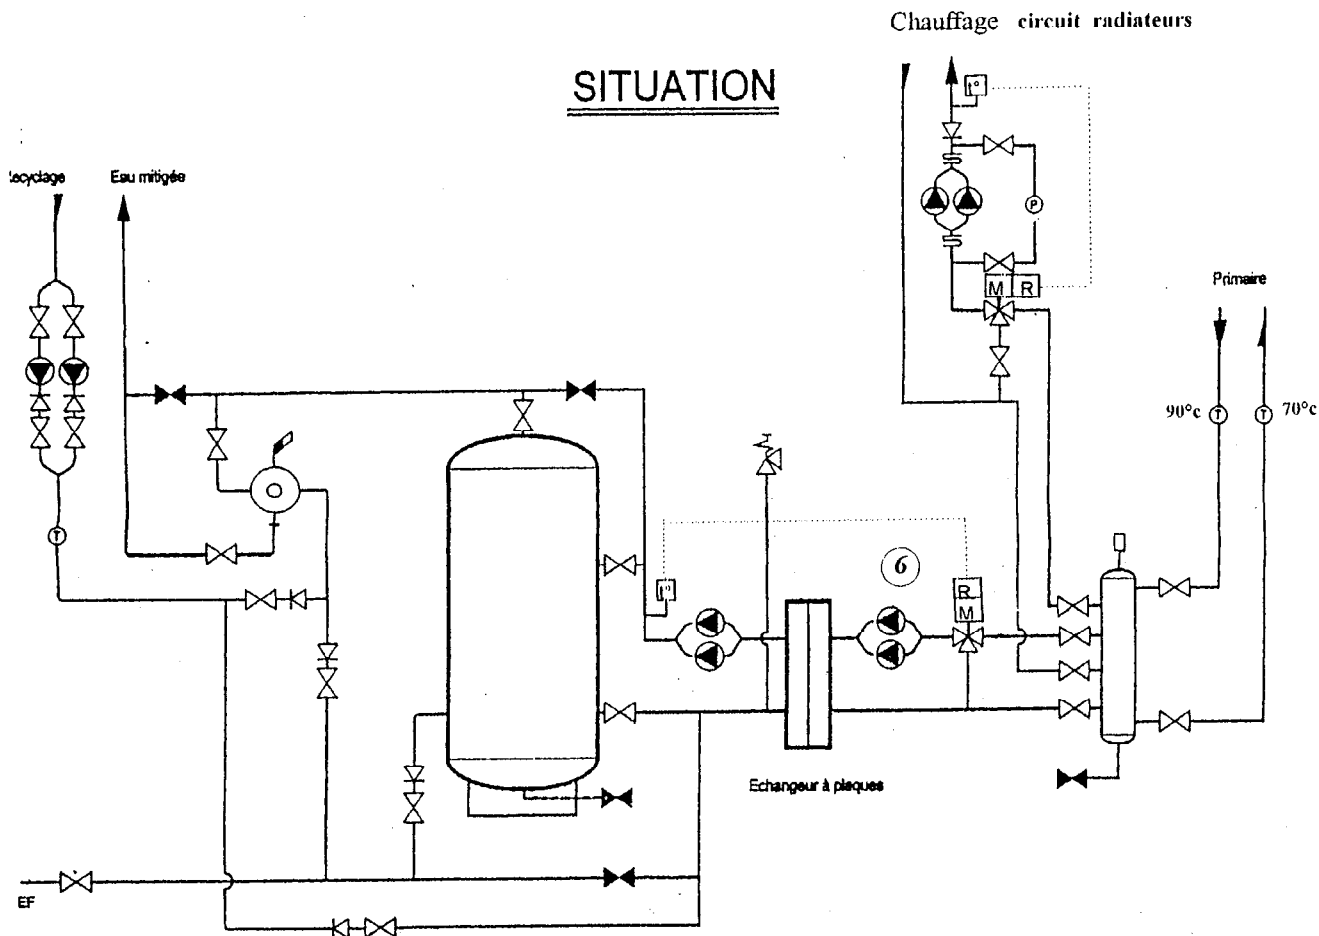 Chauffage circuit radiateurs
SITUATION
Eau mitigée
P
M R
Primaire
90°c T
T 70°c
T
6
R
M
Echangeur à plaques
EF